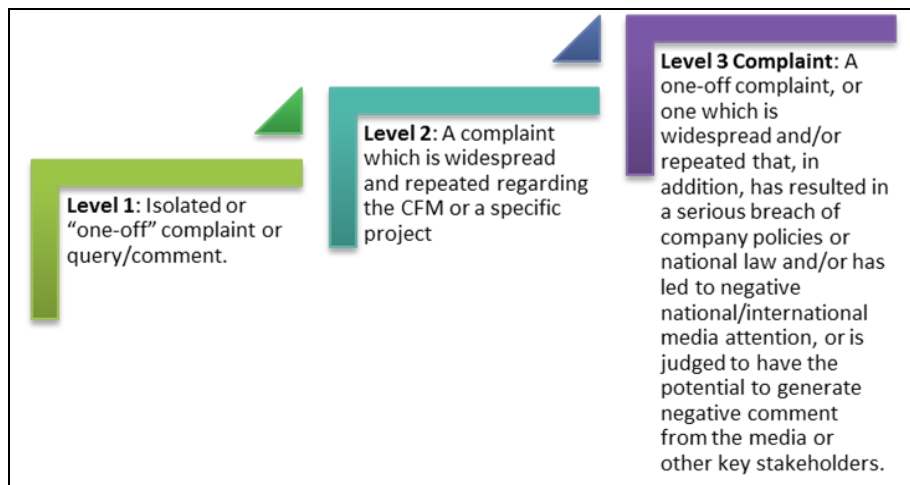 Level 1: Isolated or
“one-off” complaint or
query/comment.
Level 2: A complaint
which is widespread
and repeated regarding
the CFM or a specific
project
Level 3 Complaint: A
one-off complaint, or
one which is
widespread and/or
repeated that, in
addition, has resulted in
a serious breach of
company policies or
national law and/or has
led to negative
national/international
media attention, or is
judged to have the
potential to generate
negative comment
from the media or
other key stakeholders.